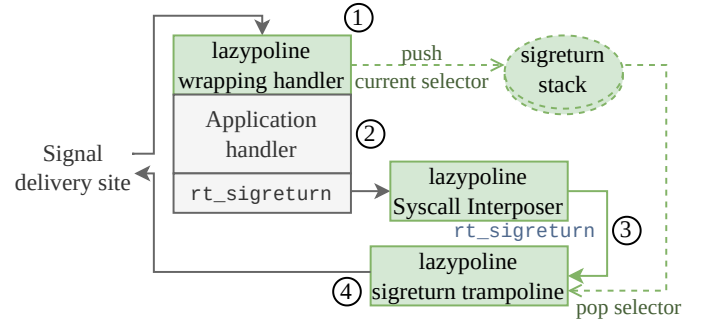 ①
lazypoline
wrapping handler
push
current selector
sigreturn
stack
Application
handler
②
Signal
delivery site
rt_sigreturn
lazypoline
Syscall Interposer
rt_sigreturn
③
lazypoline
sigreturn trampoline
④
pop selector